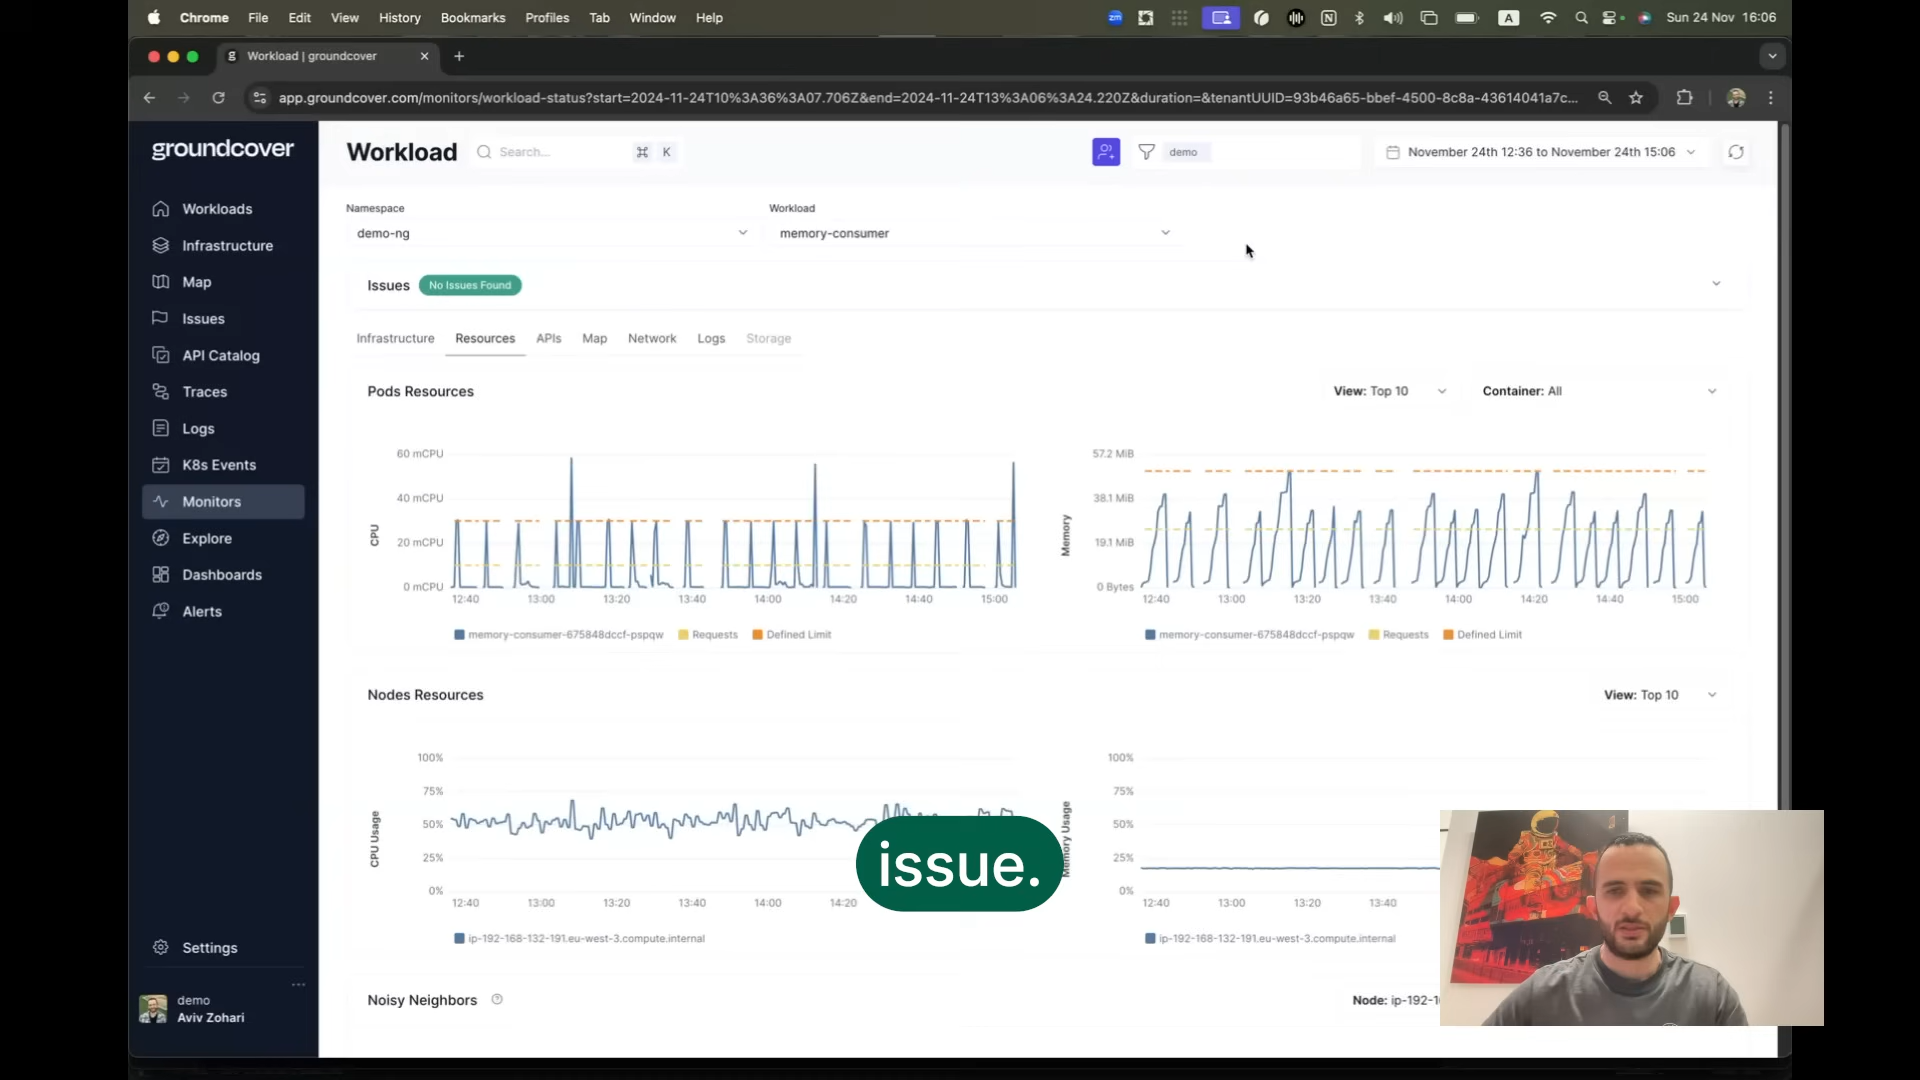 Chrome File Edit View History Bookmarks Profiles Tab Window Help
zm
N
A
Sun 24 Nov 16:06
g Workload | groundcover
app.groundcover.com/monitors/workload-status?start=2024-11-24T10%3A36%3A07.706Z&end=2024-11-24T13%3A06%3A24.220Z&duration=&tenantUUID=93b46a65-bbef-4500-8c8a-43614041a7c...
groundcover
Workloads
Infrastructure
Map
Issues
API Catalog
Traces
Logs
K8s Events
Monitors
Explore
Dashboards
Alerts
Settings
demo
Aviv Zohari
Workload
Search...
⌘ K
demo
November 24th 12:36 to November 24th 15:06
Namespace
demo-ng
Workload
memory-consumer
Issues No Issues Found
Infrastructure Resources APIs Map Network Logs Storage
Pods Resources
View: Top 10
Container: All
CPU
60 mCPU
40 mCPU
20 mCPU
0 mCPU
12:40 13:00 13:20 13:40 14:00 14:20 14:40 15:00
memory-consumer-675848dccf-pspqw Requests Defined Limit
Memory
57.2 MiB
38.1 MiB
19.1 MiB
0 Bytes
12:40 13:00 13:20 13:40 14:00 14:20 14:40 15:00
memory-consumer-675848dccf-pspqw Requests Defined Limit
Nodes Resources
View: Top 10
CPU Usage
100%
75%
50%
25%
0%
12:40 13:00 13:20 13:40 14:00 14:20
ip-192-168-132-191.eu-west-3.compute.internal
Memory Usage
100%
75%
50%
25%
0%
12:40 13:00 13:20 13:40
ip-192-168-132-191.eu-west-3.compute.internal
issue.
Noisy Neighbors
Node: ip-192-1